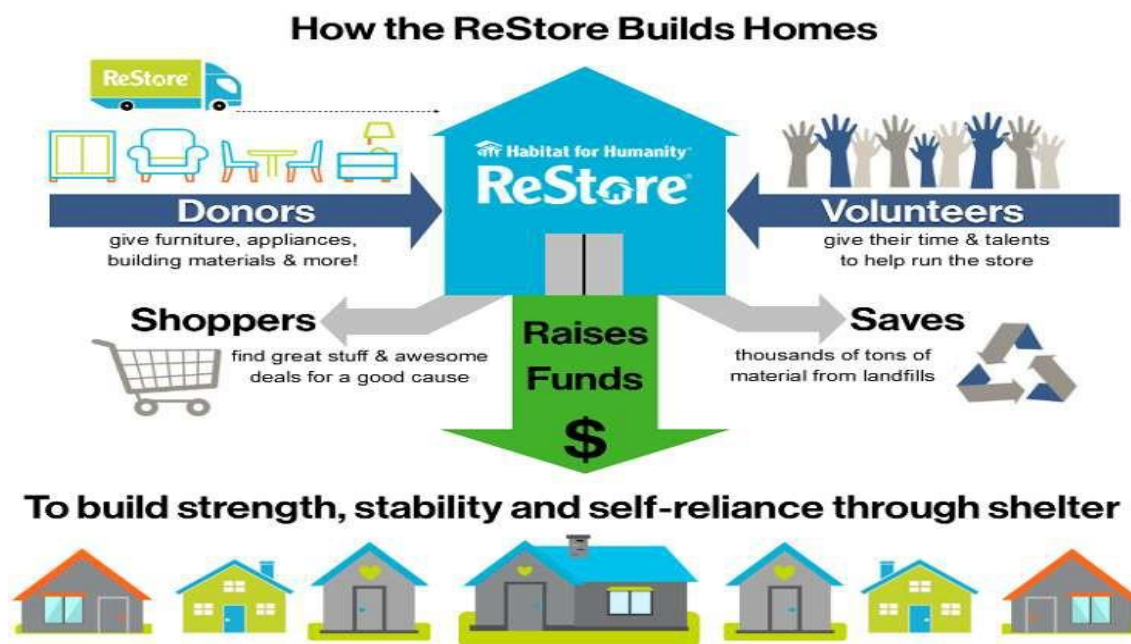 How the ReStore Builds Homes
ReStore
Habitat for Humanity®
ReStore®
Donors
give furniture, appliances,
building materials & more!
Volunteers
give their time & talents
to help run the store
Shoppers
find great stuff & awesome
deals for a good cause
Raises
Funds
$
Saves
thousands of tons of
material from landfills
To build strength, stability and self-reliance through shelter